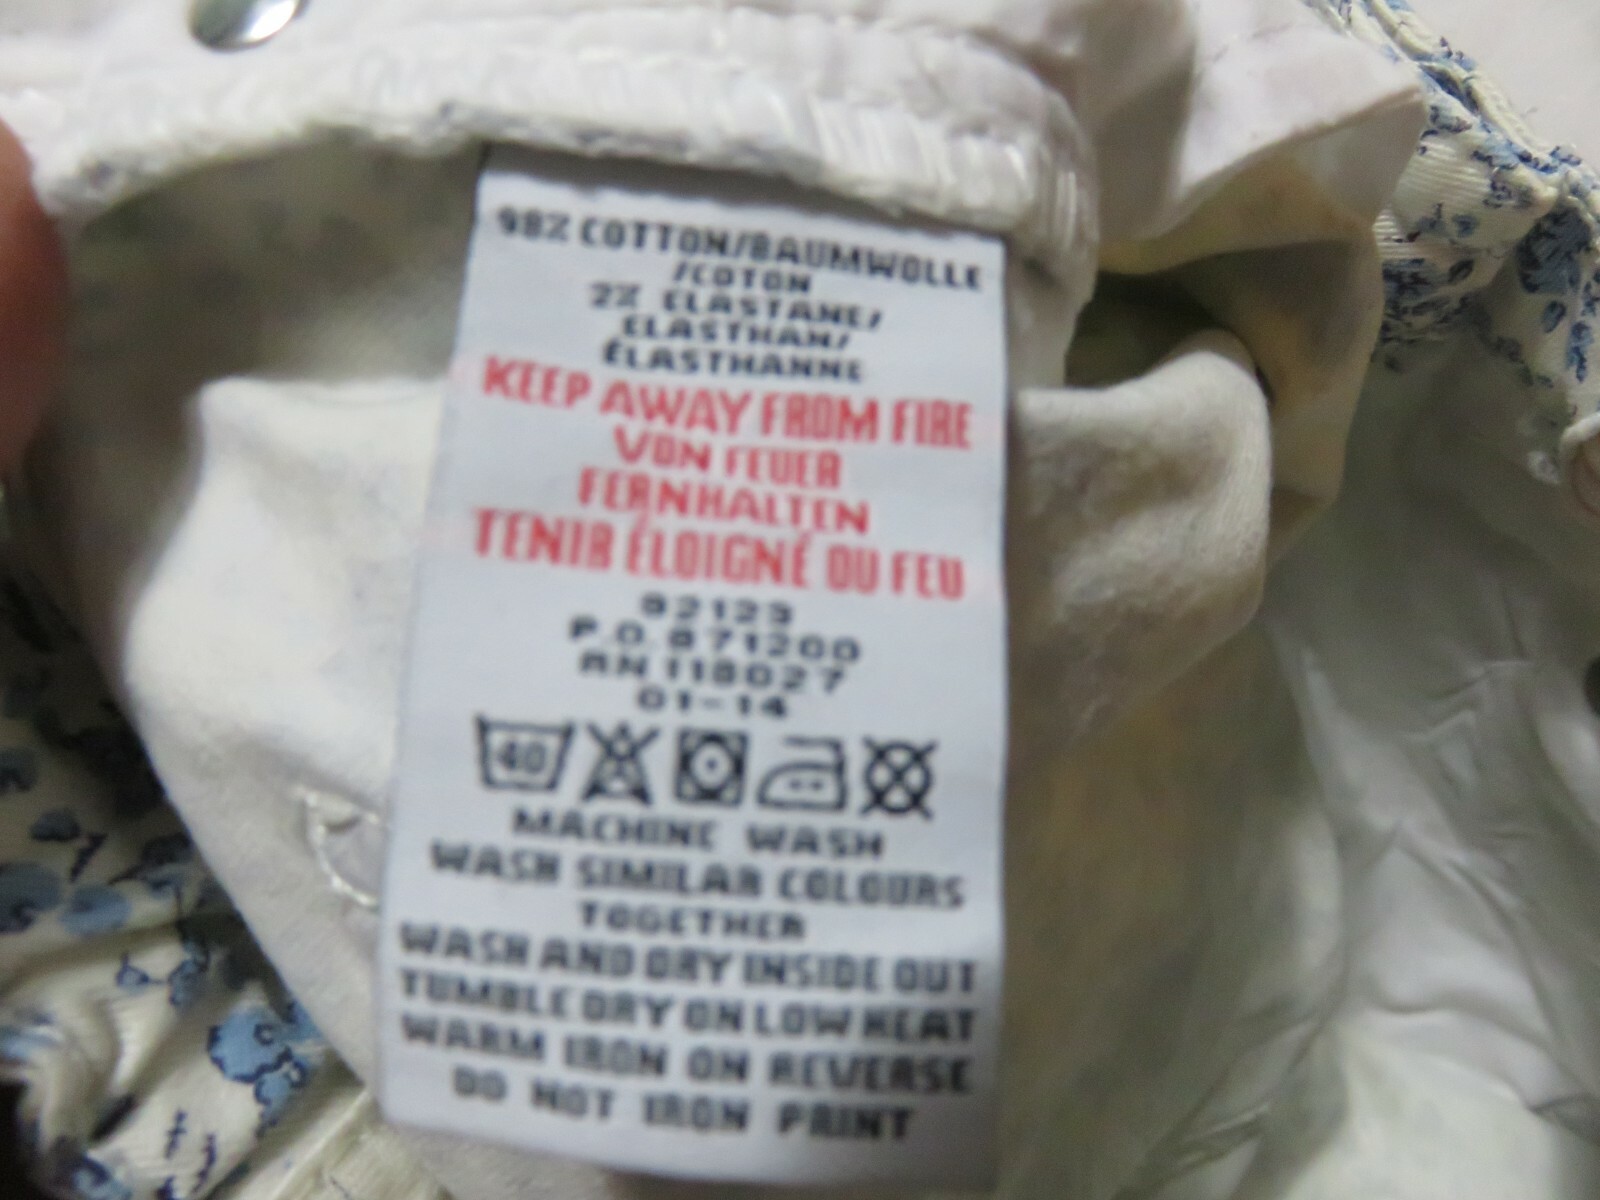 98% COTTON/BAUMWOLLE
/COTON
2% ELASTANE/
ELASTHAN/
ÉLASTHANNE
KEEP AWAY FROM FIRE
VON FEUER
FERNHALTEN
TENIR ÉLOIGNÉ DU FEU
92123
P.O. 871200
RN 118027
01-14
40
MACHINE WASH
WASH SIMILAR COLOURS
TOGETHER
WASH AND DRY INSIDE OUT
TUMBLE DRY ON LOW HEAT
WARM IRON ON REVERSE
DO NOT IRON PRINT